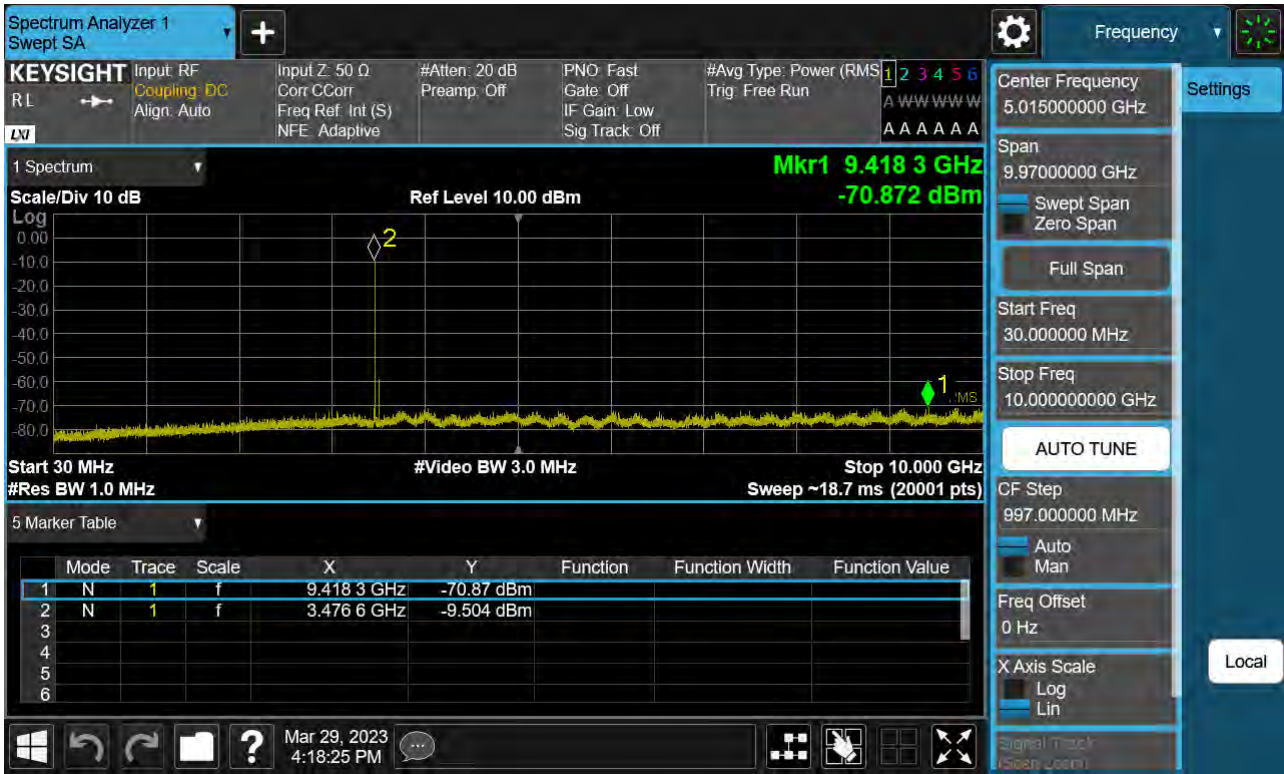 Spectrum Analyzer 1
Swept SA
+
Frequency
KEYSIGHT
RL
LXI
Input: RF
Coupling: DC
Align: Auto
Input Z: 50 Ω
Corr CCorr
Freq Ref: Int (S)
NFE: Adaptive
#Atten: 20 dB
Preamp: Off
PNO: Fast
Gate: Off
IF Gain: Low
Sig Track: Off
#Avg Type: Power (RMS
Trig: Free Run
1 2 3 4 5 6
A W W W W W
A A A A A A
1 Spectrum
Scale/Div 10 dB
Ref Level 10.00 dBm
Mkr1 9.418 3 GHz
-70.872 dBm
Log
0.00
-10.0
-20.0
-30.0
-40.0
-50.0
-60.0
-70.0
-80.0
2
1
Start 30 MHz
#Video BW 3.0 MHz
Stop 10.000 GHz
#Res BW 1.0 MHz
Sweep ~18.7 ms (20001 pts)
5 Marker Table
Mode Trace Scale X Y Function Function Width Function Value
1 N 1 f 9.418 3 GHz -70.87 dBm
2 N 1 f 3.476 6 GHz -9.504 dBm
3
4
5
6
Center Frequency
5.015000000 GHz
Settings
Span
9.97000000 GHz
Swept Span
Zero Span
Full Span
Start Freq
30.000000 MHz
Stop Freq
10.000000000 GHz
AUTO TUNE
CF Step
997.000000 MHz
Auto
Man
Freq Offset
0 Hz
X Axis Scale
Log
Lin
Signal Track
(Span Zoom)
Local
?
Mar 29, 2023
4:18:25 PM